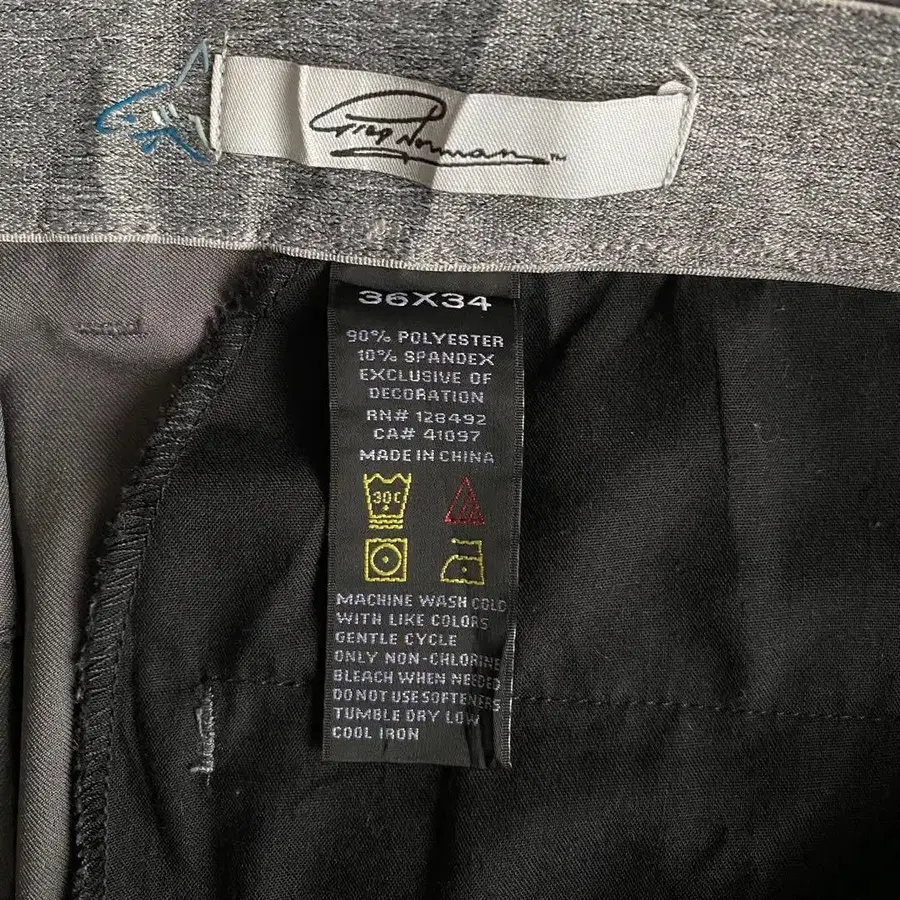 Greg Norman™
36X34
90% POLYESTER
10% SPANDEX
EXCLUSIVE OF
DECORATION
RN# 128492
CA# 41097
MADE IN CHINA
30C
MACHINE WASH COLD
WITH LIKE COLORS
GENTLE CYCLE
ONLY NON-CHLORINE
BLEACH WHEN NEEDED
DO NOT USE SOFTENERS
TUMBLE DRY LOW
COOL IRON